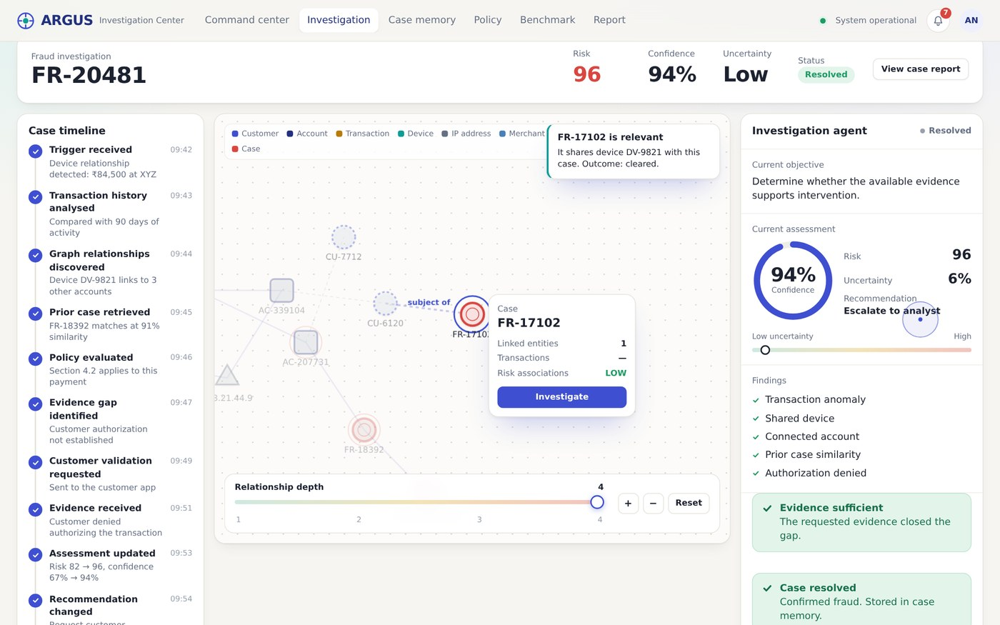 ARGUS
Investigation Center
Command center
Investigation
Case memory
Policy
Benchmark
Report
System operational
7
AN
Fraud investigation
FR-20481
Risk
96
Confidence
94%
Uncertainty
Low
Status
Resolved
View case report
Case timeline
Trigger received
09:42
Device relationship
detected: ₹84,500 at XYZ
Transaction history
analysed
09:43
Compared with 90 days of
activity
Graph relationships
discovered
09:44
Device DV-9821 links to 3
other accounts
Prior case retrieved
09:45
FR-18392 matches at 91%
similarity
Policy evaluated
09:46
Section 4.2 applies to this
payment
Evidence gap
identified
09:47
Customer authorization
not established
Customer validation
requested
09:49
Sent to the customer app
Evidence received
09:51
Customer denied
authorizing the transaction
Assessment updated
09:53
Risk 82 → 96, confidence
67% → 94%
Recommendation
changed
09:54
Request customer
Customer
Account
Transaction
Device
IP address
Merchant
Case
FR-17102 is relevant
It shares device DV-9821 with this
case. Outcome: cleared.
CU-7712
AC-339104
CU-6120
subject of
FR-17102
AC-207731
3.21.44.9
FR-18392
Case
FR-17102
Linked entities
1
Transactions
—
Risk associations
LOW
Investigate
Relationship depth
4
1
2
3
4
+
−
Reset
Investigation agent
Resolved
Current objective
Determine whether the available evidence
supports intervention.
Current assessment
94%
Confidence
Risk
96
Uncertainty
6%
Recommendation
Escalate to analyst
Low uncertainty
High
Findings
Transaction anomaly
Shared device
Connected account
Prior case similarity
Authorization denied
Evidence sufficient
The requested evidence closed the
gap.
Case resolved
Confirmed fraud. Stored in case
memory.